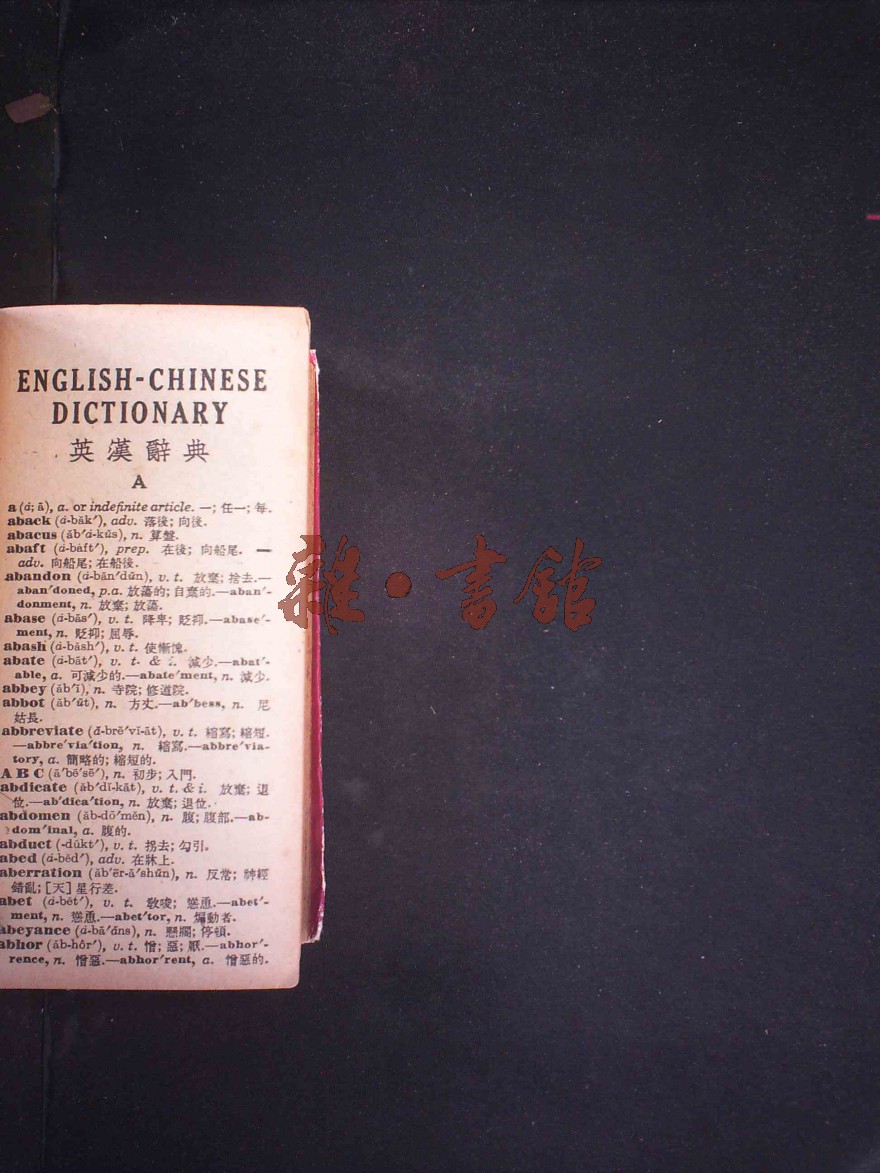 ENGLISH-CHINESE
DICTIONARY
英漢辭典
A
a (ȧ; ā), a. or indefinite article. 一; 任一; 每.
aback (ȧ-băk′), adv. 落後; 向後.
abacus (ăb′ȧ-kŭs), n. 算盤.
abaft (ȧ-bȧft′), prep. 在後; 向船尾. —
adv. 向船尾; 在船後.
abandon (ȧ-băn′dŭn), v. t. 放棄; 捨去.—
aban′doned, p.a. 放蕩的; 自棄的.—aban′-
donment, n. 放棄; 放蕩.
abase (ȧ-bās′), v. t. 降卑; 貶抑.—abase′-
ment, n. 貶抑; 屈辱.
abash (ȧ-băsh′), v. t. 使慚愧.
abate (ȧ-bāt′), v. t. & i. 減少.—abat′-
able, a. 可減少的.—abate′ment, n. 減少.
abbey (ăb′ĭ), n. 寺院; 修道院.
abbot (ăb′ŭt), n. 方丈.—ab′bess, n. 尼
姑長.
abbreviate (ă-brē′vĭ-āt), v. t. 縮寫; 縮短.
—abbre′via′tion, n. 縮寫.—abbre′via-
tory, a. 簡略的; 縮短的.
A B C (ā′bē′sē′), n. 初步; 入門.
abdicate (ăb′dĭ-kāt), v. t. & i. 放棄; 退
位.—ab′dica′tion, n. 放棄; 退位.
abdomen (ăb-dō′mĕn), n. 腹; 腹部.—ab-
dom′inal, a. 腹的.
abduct (-dŭkt′), v. t. 拐去; 勾引.
abed (ȧ-bĕd′), adv. 在牀上.
aberration (ăb′ĕr-ā′shŭn), n. 反常; 神經
錯亂; [天] 星行差.
abet (ȧ-bĕt′), v. t. 敎唆; 慫恿.—abet′-
ment, n. 慫恿.—abet′tor, n. 煽動者.
abeyance (ȧ-bā′ăns), n. 懸擱; 停頓.
abhor (ăb-hôr′), v. t. 憎; 惡; 厭.—abhor′-
rence, n. 憎惡.—abhor′rent, a. 憎惡的.
雜·書館